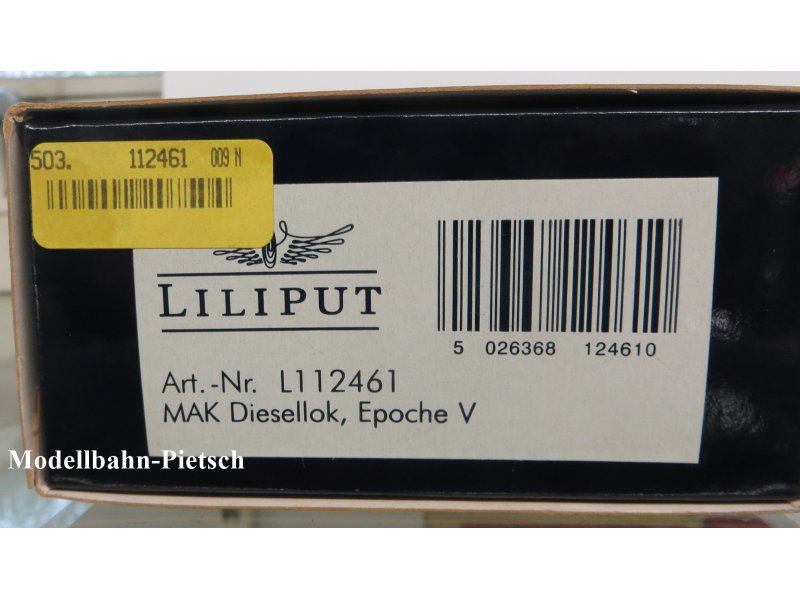 503. 112461 009 N
LILIPUT
5 026368 124610
Art.-Nr. L112461
MAK Diesellok, Epoche V
Modellbahn-Pietsch